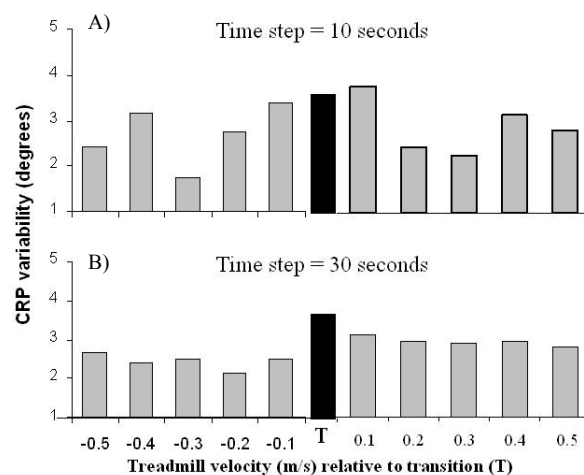 A)
Time step = 10 seconds
5
4
3
2
1
CRP variability (degrees)
B)
Time step = 30 seconds
5
4
3
2
1
-0.5 -0.4 -0.3 -0.2 -0.1 T 0.1 0.2 0.3 0.4 0.5
Treadmill velocity (m/s) relative to transition (T)